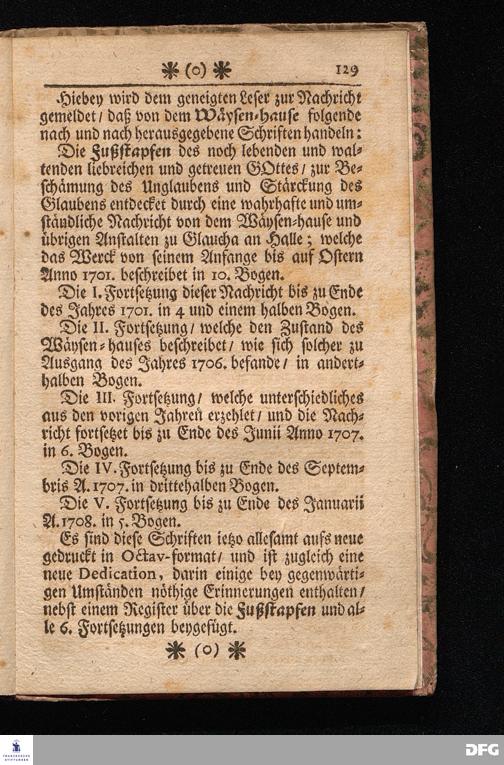 ❋ (o) ❋ 129
Hiebey wird dem geneigten Leser zur Nachricht
gemeldet / daß von dem Wäysen-hause folgende
nach und nach herausgegebene Schriften handeln:
Die Fußstapfen des noch lebenden und wal-
tenden liebreichen und getreuen GOttes / zur Be-
schämung des Unglaubens und Stärckung des
Glaubens entdecket durch eine wahrhafte und um-
ständliche Nachricht von dem Wäysen-hause und
übrigen Anstalten zu Glaucha an Halle; welche
das Werck von seinem Anfange bis auf Ostern
Anno 1701. beschreibet in 10. Bogen.
Die I. Fortsetzung dieser Nachricht bis zu Ende
des Jahres 1701. in 4 und einem halben Bogen.
Die II. Fortsetzung / welche den Zustand des
Wäysen-hauses beschreibet / wie sich solcher zu
Ausgang des Jahres 1706. befande / in andert-
halben Bogen.
Die III. Fortsetzung / welche unterschiedliches
aus den vorigen Jahren erzehlet / und die Nach-
richt fortsetzet bis zu Ende des Junii Anno 1707.
in 6. Bogen.
Die IV. Fortsetzung bis zu Ende des Septem-
bris A. 1707. in drittehalben Bogen.
Die V. Fortsetzung bis zu Ende des Januarii
A. 1708. in 5. Bogen.
Es sind diese Schriften ietzo allesamt aufs neue
gedruckt in Octav-format / und ist zugleich eine
neue Dedication, darin einige bey gegenwärti-
gen Umständen nöthige Erinnerungen enthalten /
nebst einem Register über die Fußstapfen und al-
le 6. Fortsetzungen beygefügt.
❋ (o) ❋
FRANCKESCHE
STIFTUNGEN
DFG